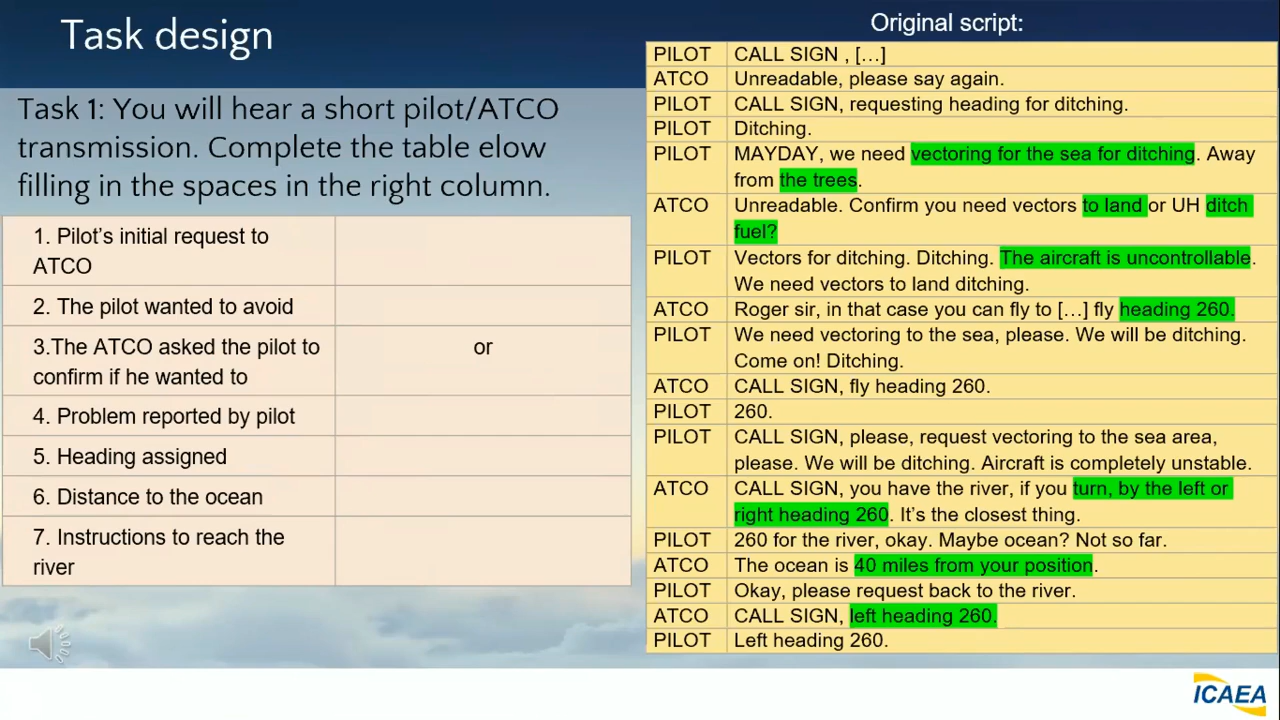 Task design
Task 1: You will hear a short pilot/ATCO
transmission. Complete the table elow
filling in the spaces in the right column.
1. Pilot's initial request to
ATCO
2. The pilot wanted to avoid
3.The ATCO asked the pilot to
confirm if he wanted to
or
4. Problem reported by pilot
5. Heading assigned
6. Distance to the ocean
7. Instructions to reach the
river
Original script:
PILOT CALL SIGN , […]
ATCO Unreadable, please say again.
PILOT CALL SIGN, requesting heading for ditching.
PILOT Ditching.
PILOT MAYDAY, we need vectoring for the sea for ditching. Away
from the trees.
ATCO Unreadable. Confirm you need vectors to land or UH ditch
fuel?
PILOT Vectors for ditching. Ditching. The aircraft is uncontrollable.
We need vectors to land ditching.
ATCO Roger sir, in that case you can fly to […] fly heading 260.
PILOT We need vectoring to the sea, please. We will be ditching.
Come on! Ditching.
ATCO CALL SIGN, fly heading 260.
PILOT 260.
PILOT CALL SIGN, please, request vectoring to the sea area,
please. We will be ditching. Aircraft is completely unstable.
ATCO CALL SIGN, you have the river, if you turn, by the left or
right heading 260. It's the closest thing.
PILOT 260 for the river, okay. Maybe ocean? Not so far.
ATCO The ocean is 40 miles from your position.
PILOT Okay, please request back to the river.
ATCO CALL SIGN, left heading 260.
PILOT Left heading 260.
ICAEA